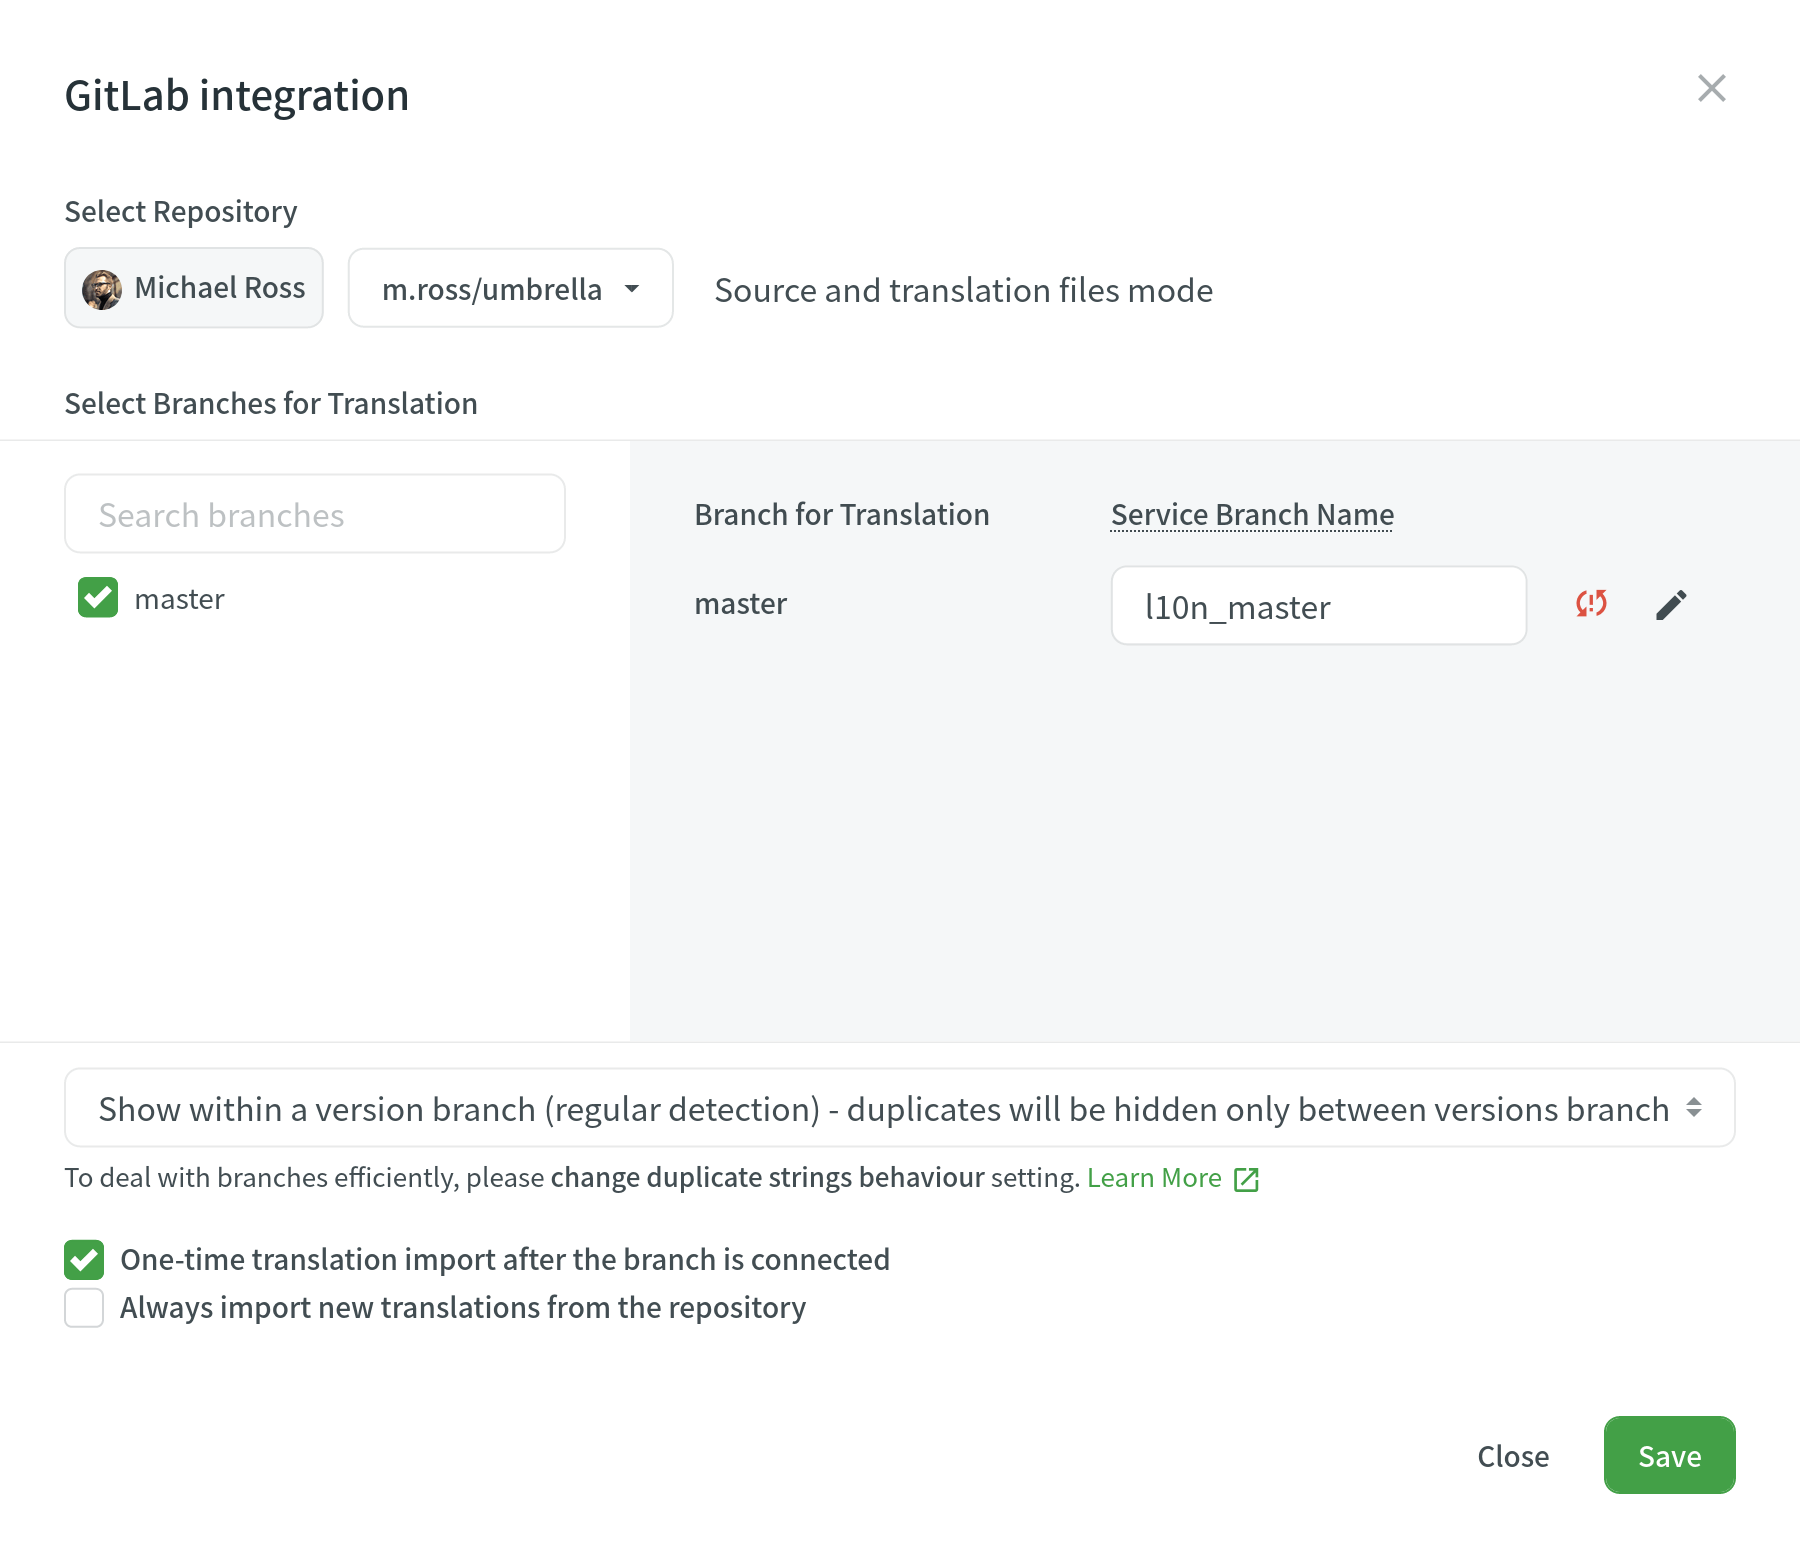 GitLab integration
Select Repository
Michael Ross
m.ross/umbrella
Source and translation files mode
Select Branches for Translation
Search branches
master
Branch for Translation
Service Branch Name
master
l10n_master
Show within a version branch (regular detection) - duplicates will be hidden only between versions branch
To deal with branches efficiently, please change duplicate strings behaviour setting. Learn More
One-time translation import after the branch is connected
Always import new translations from the repository
Close
Save